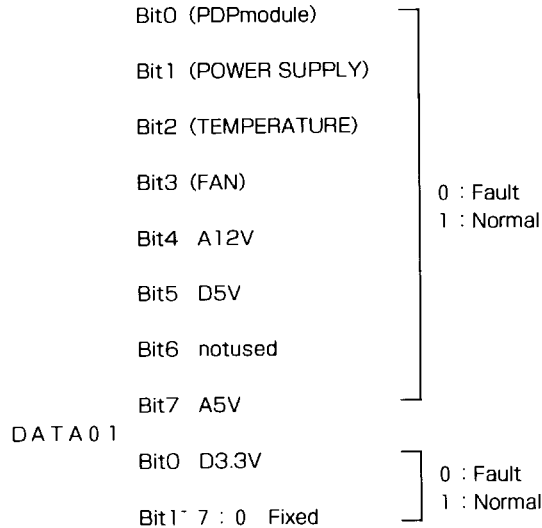 Bit0 (PDPmodule)
Bit1 (POWER SUPPLY)
Bit2 (TEMPERATURE)
Bit3 (FAN)
0 : Fault
1 : Normal
Bit4 A12V
Bit5 D5V
Bit6 notused
Bit7 A5V
DATA01
Bit0 D3.3V
0 : Fault
1 : Normal
Bit1~7 : 0 Fixed